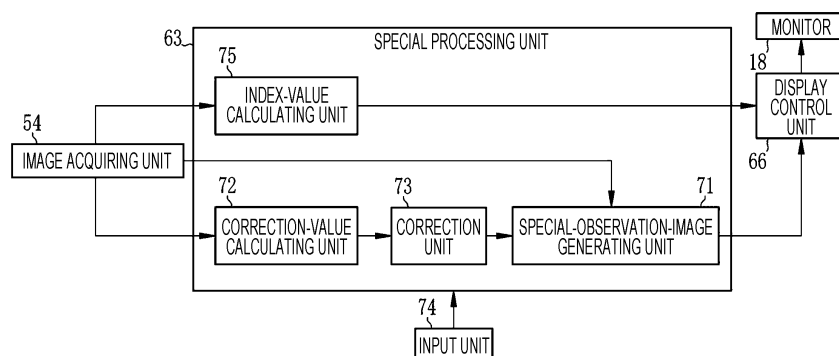 63
SPECIAL PROCESSING UNIT
MONITOR
18
75
INDEX-VALUE
CALCULATING UNIT
DISPLAY
CONTROL
UNIT
66
54
IMAGE ACQUIRING UNIT
72
CORRECTION-VALUE
CALCULATING UNIT
73
CORRECTION
UNIT
71
SPECIAL-OBSERVATION-IMAGE
GENERATING UNIT
74
INPUT UNIT